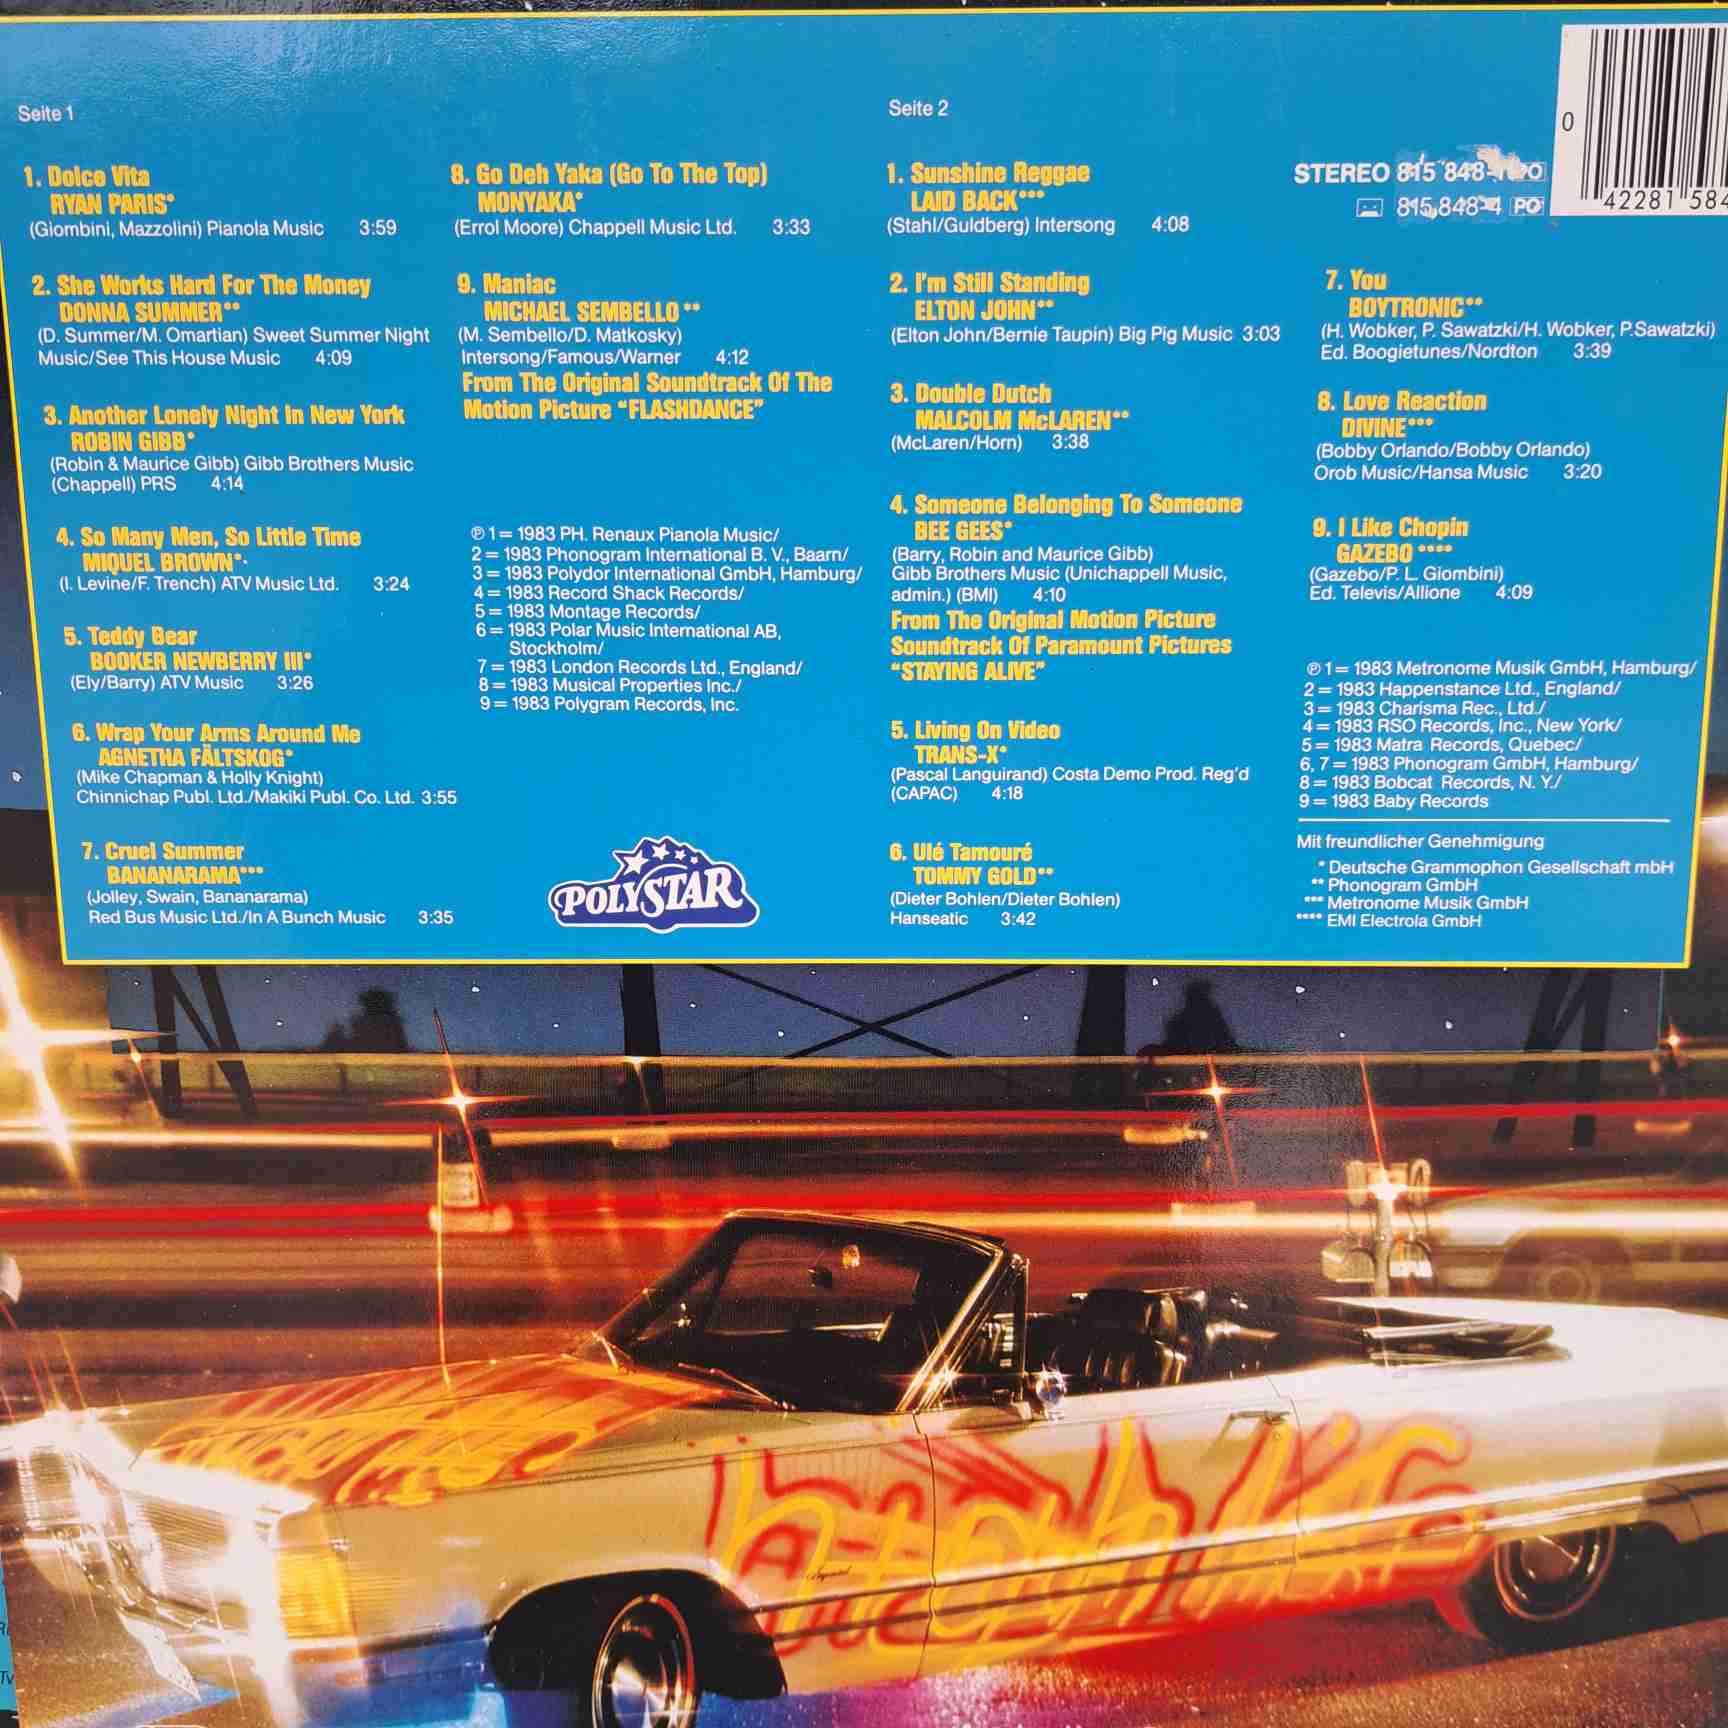 Seite 1
1. Dolce Vita
RYAN PARIS*
(Giombini, Mazzolini) Pianola Music 3:59
2. She Works Hard For The Money
DONNA SUMMER**
(D. Summer/M. Omartian) Sweet Summer Night
Music/See This House Music 4:09
3. Another Lonely Night In New York
ROBIN GIBB*
(Robin & Maurice Gibb) Gibb Brothers Music
(Chappell) PRS 4:14
4. So Many Men, So Little Time
MIQUEL BROWN*·
(I. Levine/F. Trench) ATV Music Ltd. 3:24
5. Teddy Bear
BOOKER NEWBERRY III*
(Ely/Barry) ATV Music 3:26
6. Wrap Your Arms Around Me
AGNETHA FÄLTSKOG*
(Mike Chapman & Holly Knight)
Chinnichap Publ. Ltd./Makiki Publ. Co. Ltd. 3:55
7. Cruel Summer
BANANARAMA***
(Jolley, Swain, Bananarama)
Red Bus Music Ltd./In A Bunch Music 3:35
8. Go Deh Yaka (Go To The Top)
MONYAKA*
(Errol Moore) Chappell Music Ltd. 3:33
9. Maniac
MICHAEL SEMBELLO**
(M. Sembello/D. Matkosky)
Intersong/Famous/Warner 4:12
From The Original Soundtrack Of The
Motion Picture "FLASHDANCE"
℗ 1 = 1983 PH. Renaux Pianola Music/
2 = 1983 Phonogram International B. V., Baarn/
3 = 1983 Polydor International GmbH, Hamburg/
4 = 1983 Record Shack Records/
5 = 1983 Montage Records/
6 = 1983 Polar Music International AB,
Stockholm/
7 = 1983 London Records Ltd., England/
8 = 1983 Musical Properties Inc./
9 = 1983 Polygram Records, Inc.
POLYSTAR
Seite 2
1. Sunshine Reggae
LAID BACK***
(Stahl/Guldberg) Intersong 4:08
2. I'm Still Standing
ELTON JOHN**
(Elton John/Bernie Taupin) Big Pig Music 3:03
3. Double Dutch
MALCOLM McLAREN**
(McLaren/Horn) 3:38
4. Someone Belonging To Someone
BEE GEES*
(Barry, Robin and Maurice Gibb)
Gibb Brothers Music (Unichappell Music,
admin.) (BMI) 4:10
From The Original Motion Picture
Soundtrack Of Paramount Pictures
"STAYING ALIVE"
5. Living On Video
TRANS-X*
(Pascal Languirand) Costa Demo Prod. Reg'd
(CAPAC) 4:18
6. Ulé Tamouré
TOMMY GOLD**
(Dieter Bohlen/Dieter Bohlen)
Hanseatic 3:42
STEREO 815 848-
815 848-4 PO
0 42281 584
7. You
BOYTRONIC**
(H. Wobker, P. Sawatzki/H. Wobker, P.Sawatzki)
Ed. Boogietunes/Nordton 3:39
8. Love Reaction
DIVINE***
(Bobby Orlando/Bobby Orlando)
Orob Music/Hansa Music 3:20
9. I Like Chopin
GAZEBO****
(Gazebo/P. L. Giombini)
Ed. Televis/Allione 4:09
℗ 1 = 1983 Metronome Musik GmbH, Hamburg/
2 = 1983 Happenstance Ltd., England/
3 = 1983 Charisma Rec., Ltd./
4 = 1983 RSO Records, Inc., New York/
5 = 1983 Matra Records, Quebec/
6, 7 = 1983 Phonogram GmbH, Hamburg/
8 = 1983 Bobcat Records, N. Y./
9 = 1983 Baby Records
Mit freundlicher Genehmigung
* Deutsche Grammophon Gesellschaft mbH
** Phonogram GmbH
*** Metronome Musik GmbH
**** EMI Electrola GmbH